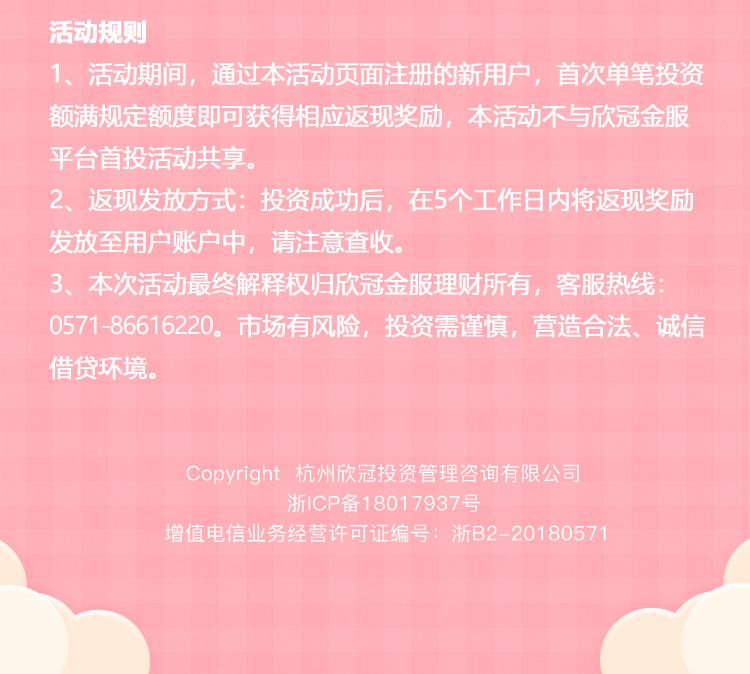 活动规则
1、活动期间，通过本活动页面注册的新用户，首次单笔投资
额满规定额度即可获得相应返现奖励，本活动不与欣冠金服
平台首投活动共享。
2、返现发放方式：投资成功后，在5个工作日内将返现奖励
发放至用户账户中，请注意查收。
3、本次活动最终解释权归欣冠金服理财所有，客服热线：
0571-86616220。市场有风险，投资需谨慎，营造合法、诚信
借贷环境。
Copyright 杭州欣冠投资管理咨询有限公司
浙ICP备18017937号
增值电信业务经营许可证编号：浙B2-20180571